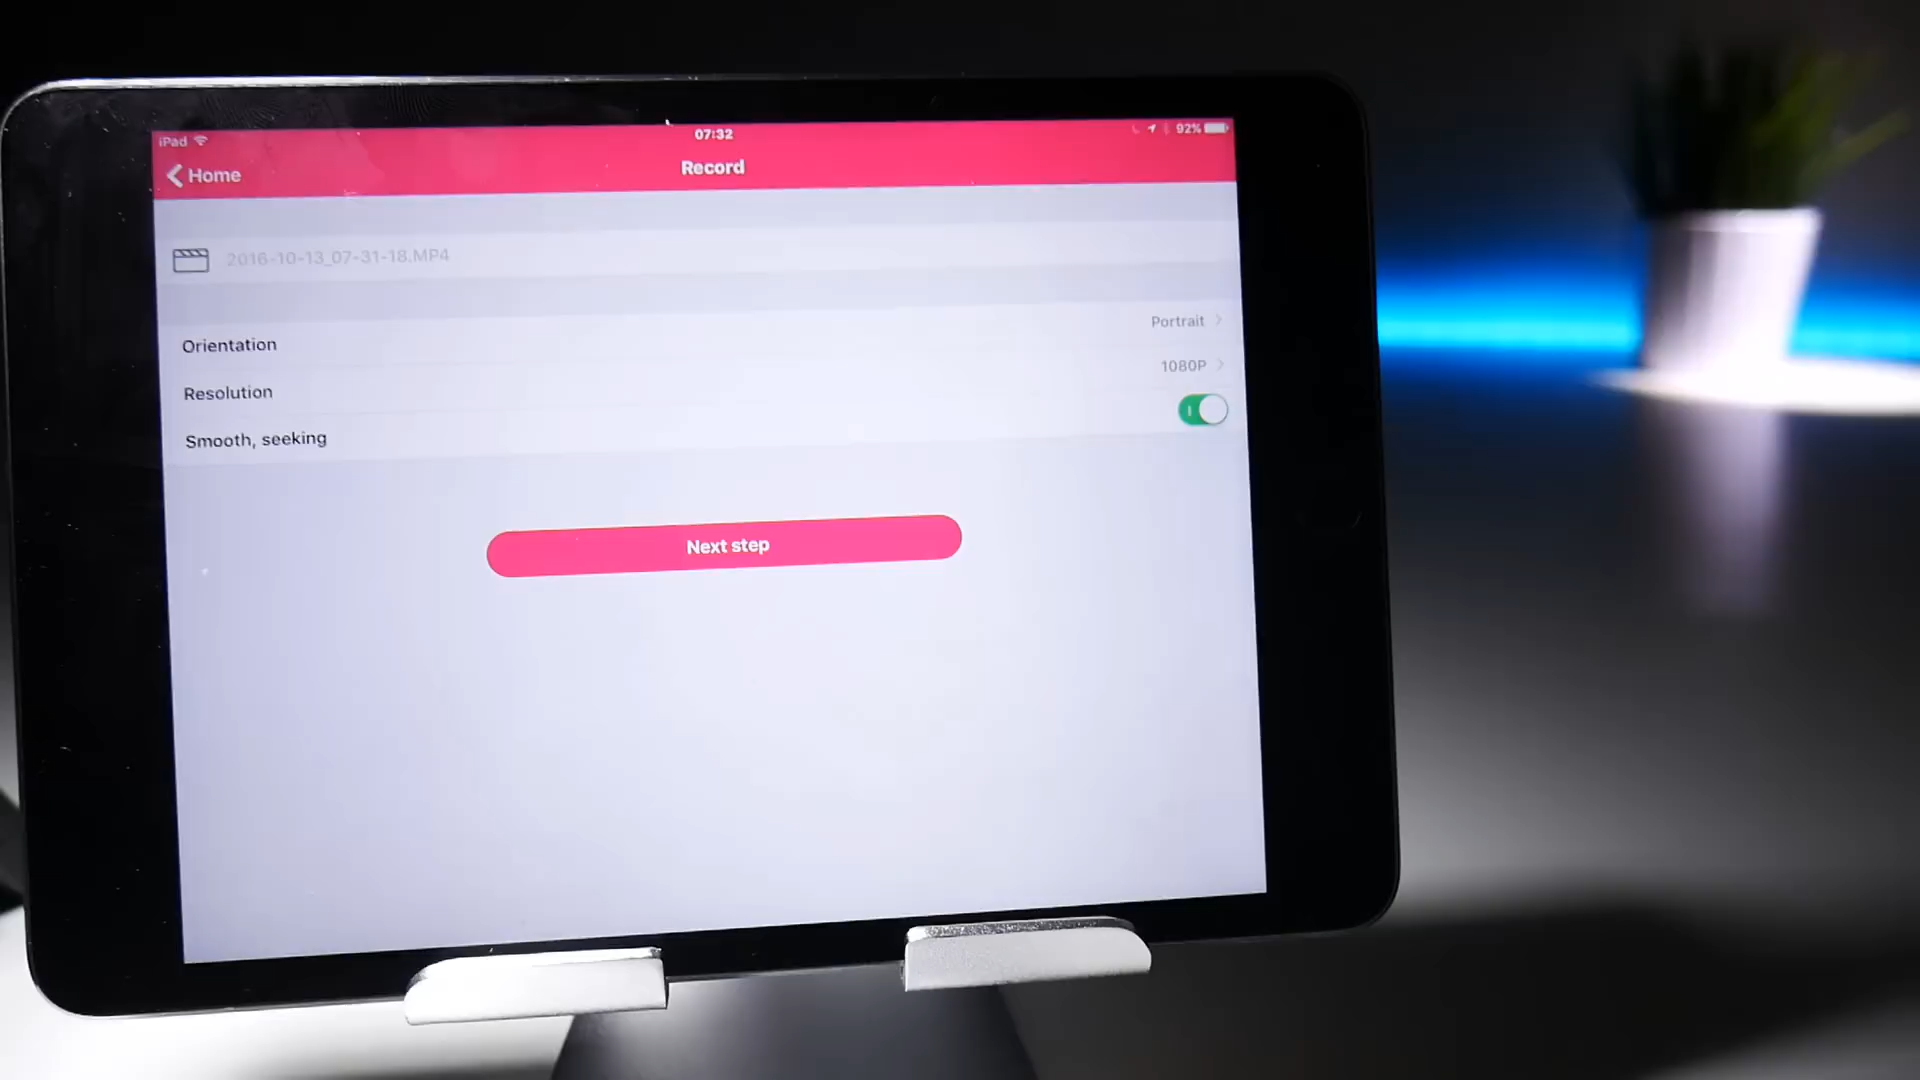 iPad
07:32
92%
Home
Record
2016-10-13_07-31-18.MP4
Orientation
Portrait
Resolution
1080P
Smooth, seeking
Next step